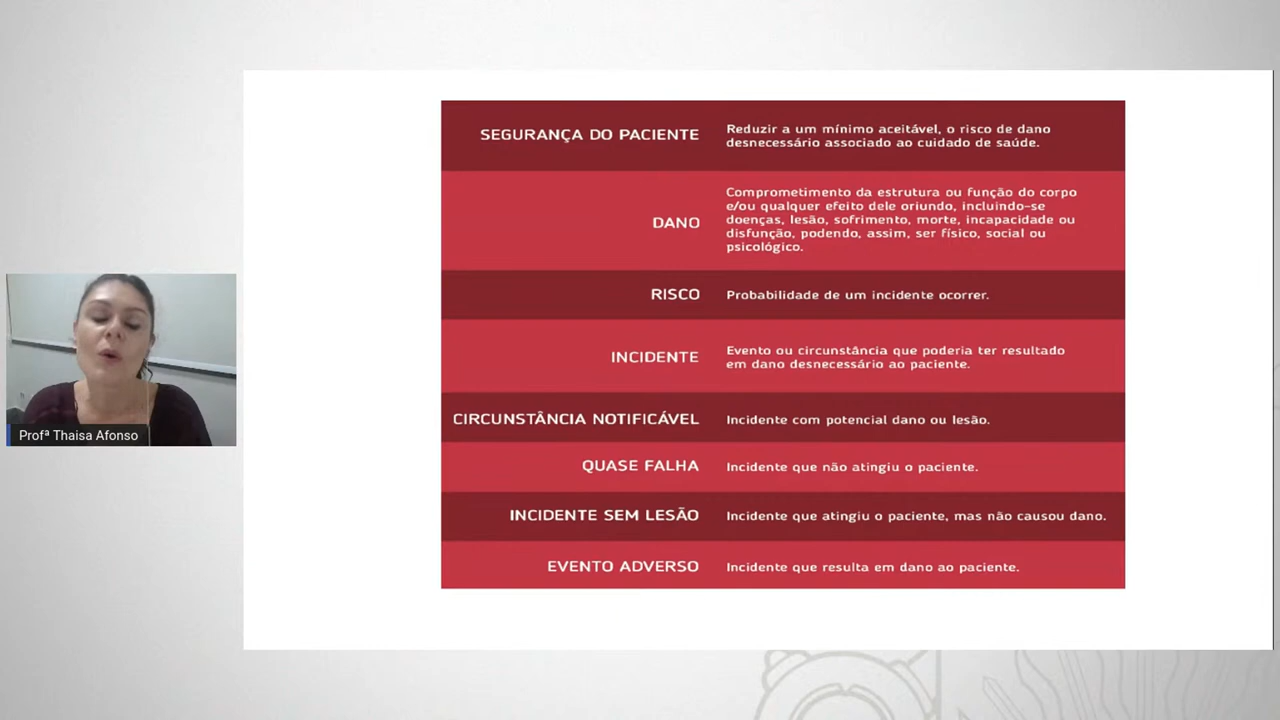 SEGURANÇA DO PACIENTE
Reduzir a um mínimo aceitável, o risco de dano
desnecessário associado ao cuidado de saúde.
DANO
Comprometimento da estrutura ou função do corpo
e/ou qualquer efeito dele oriundo, incluindo-se
doenças, lesão, sofrimento, morte, incapacidade ou
disfunção, podendo, assim, ser físico, social ou
psicológico.
RISCO
Probabilidade de um incidente ocorrer.
INCIDENTE
Evento ou circunstância que poderia ter resultado
em dano desnecessário ao paciente.
CIRCUNSTÂNCIA NOTIFICÁVEL
Incidente com potencial dano ou lesão.
QUASE FALHA
Incidente que não atingiu o paciente.
INCIDENTE SEM LESÃO
Incidente que atingiu o paciente, mas não causou dano.
EVENTO ADVERSO
Incidente que resulta em dano ao paciente.
Profª Thaisa Afonso